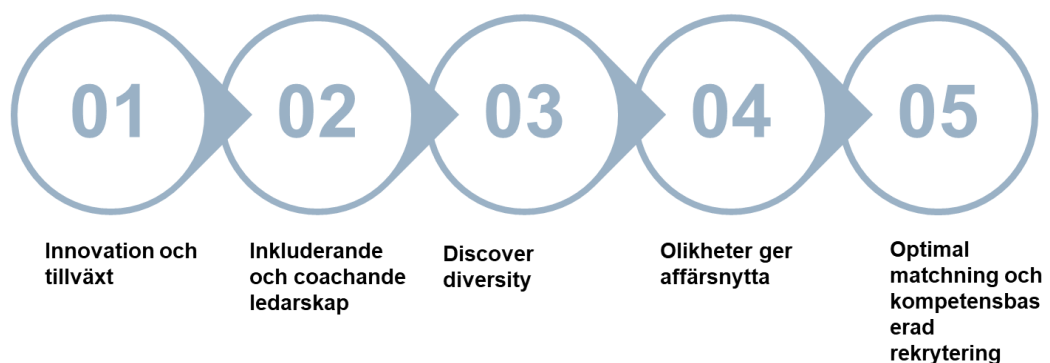 01
02
03
04
05
Innovation och
tillväxt
Inkluderande
och coachande
ledarskap
Discover
diversity
Olikheter ger
affärsnytta
Optimal
matchning och
kompetensbas
erad
rekrytering